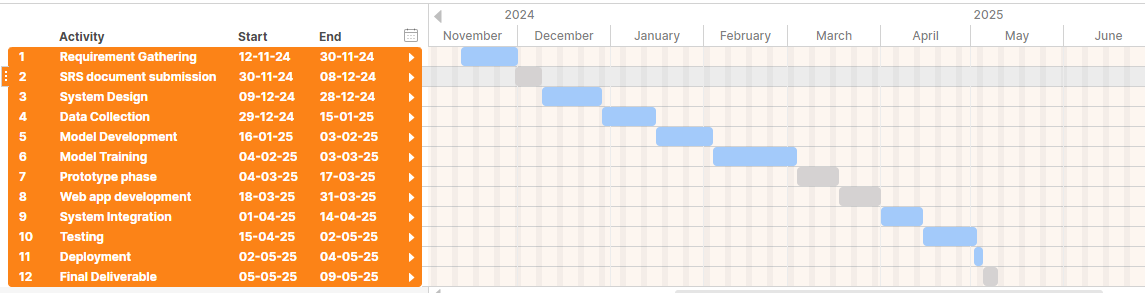 2024 2025
Activity Start End November December January February March April May June
1 Requirement Gathering 12-11-24 30-11-24
2 SRS document submission 30-11-24 08-12-24
3 System Design 09-12-24 28-12-24
4 Data Collection 29-12-24 15-01-25
5 Model Development 16-01-25 03-02-25
6 Model Training 04-02-25 03-03-25
7 Prototype phase 04-03-25 17-03-25
8 Web app development 18-03-25 31-03-25
9 System Integration 01-04-25 14-04-25
10 Testing 15-04-25 02-05-25
11 Deployment 02-05-25 04-05-25
12 Final Deliverable 05-05-25 09-05-25